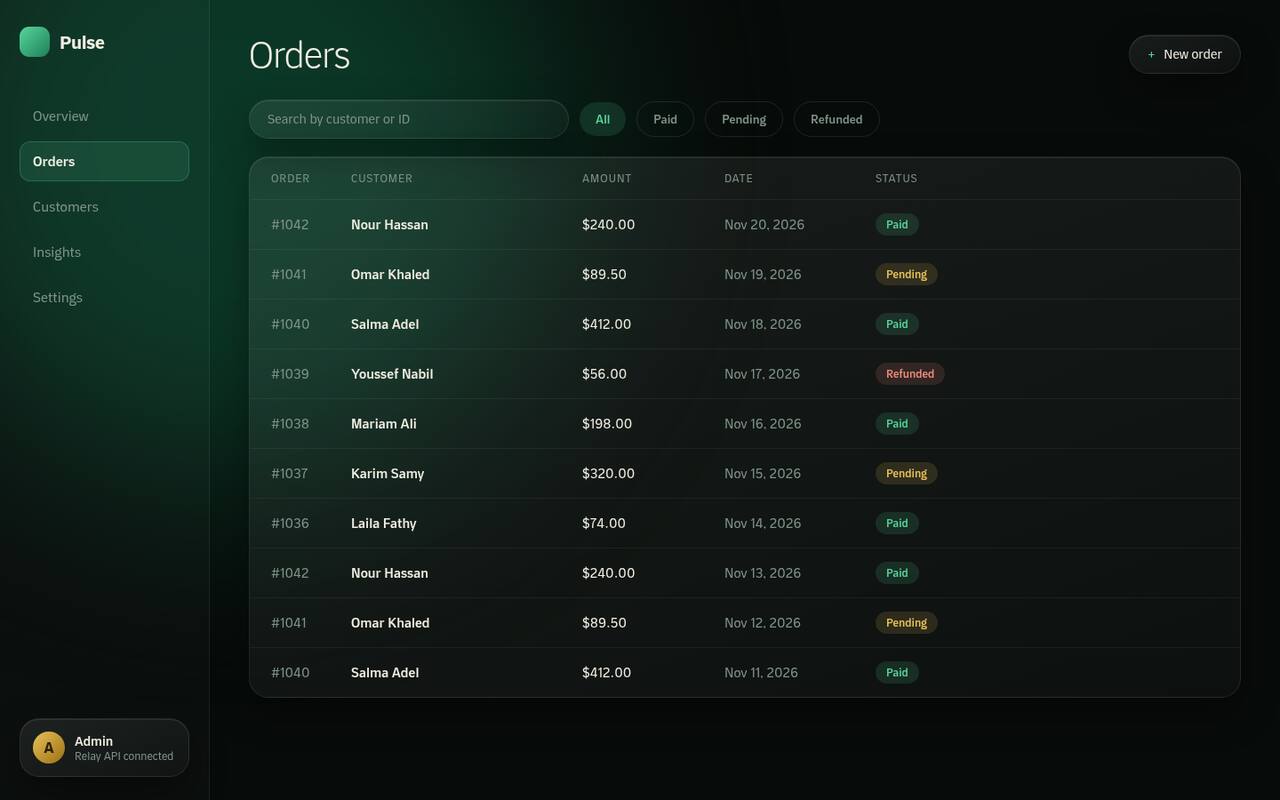 Pulse
Overview
Orders
Customers
Insights
Settings
A
Admin
Relay API connected
Orders
+ New order
Search by customer or ID
All Paid Pending Refunded
ORDER CUSTOMER AMOUNT DATE STATUS
#1042 Nour Hassan $240.00 Nov 20, 2026 Paid
#1041 Omar Khaled $89.50 Nov 19, 2026 Pending
#1040 Salma Adel $412.00 Nov 18, 2026 Paid
#1039 Youssef Nabil $56.00 Nov 17, 2026 Refunded
#1038 Mariam Ali $198.00 Nov 16, 2026 Paid
#1037 Karim Samy $320.00 Nov 15, 2026 Pending
#1036 Laila Fathy $74.00 Nov 14, 2026 Paid
#1042 Nour Hassan $240.00 Nov 13, 2026 Paid
#1041 Omar Khaled $89.50 Nov 12, 2026 Pending
#1040 Salma Adel $412.00 Nov 11, 2026 Paid